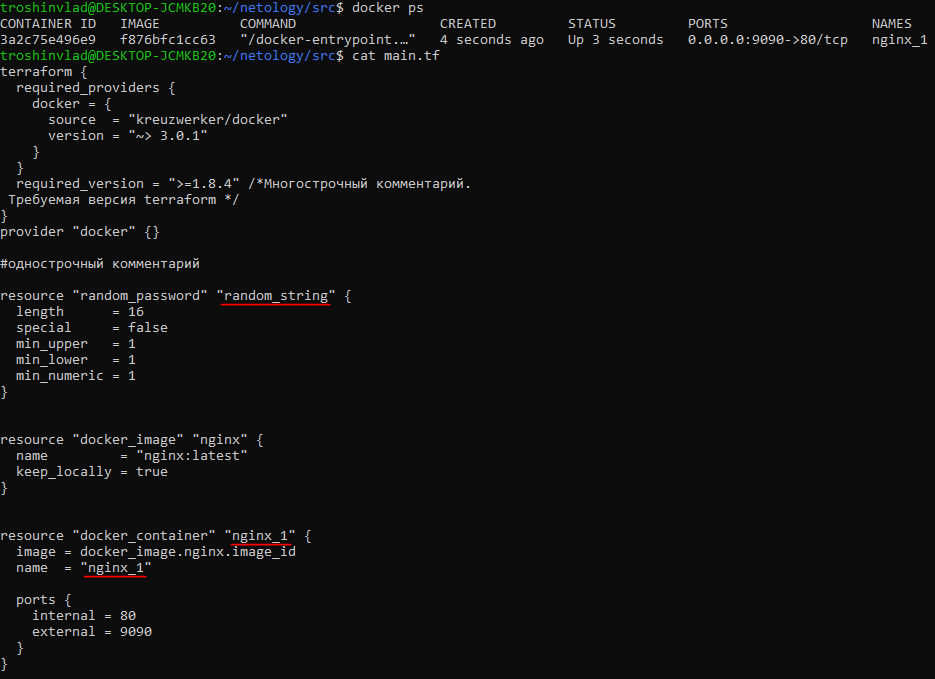 troshinvlad@DESKTOP-JCMKB20:~/netology/src$ docker ps
CONTAINER ID   IMAGE          COMMAND                  CREATED         STATUS         PORTS                  NAMES
3a2c75e496e9   f876bfc1cc63   "/docker-entrypoint.…"   4 seconds ago   Up 3 seconds   0.0.0.0:9090->80/tcp   nginx_1
troshinvlad@DESKTOP-JCMKB20:~/netology/src$ cat main.tf
terraform {
  required_providers {
    docker = {
      source  = "kreuzwerker/docker"
      version = "~> 3.0.1"
    }
  }
  required_version = ">=1.8.4" /*Многострочный комментарий.
 Требуемая версия terraform */
}
provider "docker" {}

#однострочный комментарий

resource "random_password" "random_string" {
  length      = 16
  special     = false
  min_upper   = 1
  min_lower   = 1
  min_numeric = 1
}


resource "docker_image" "nginx" {
  name         = "nginx:latest"
  keep_locally = true
}


resource "docker_container" "nginx_1" {
  image = docker_image.nginx.image_id
  name  = "nginx_1"

  ports {
    internal = 80
    external = 9090
  }
}